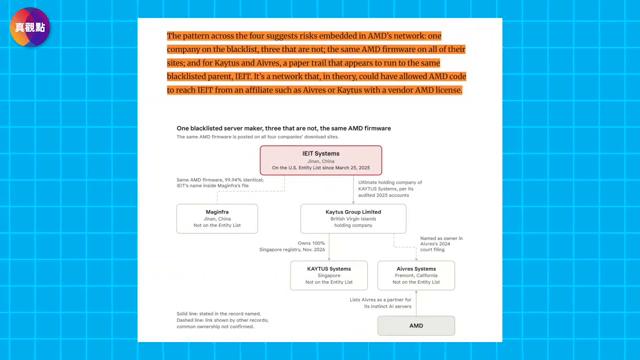 真觀點
The pattern across the four suggests risks embedded in AMD's network: one
company on the blacklist, three that are not; the same AMD firmware on all of their
sites; and for Kaytus and Aivres, a paper trail that appears to run to the same
blacklisted parent, IEIT. It's a network that, in theory, could have allowed AMD code
to reach IEIT from an affiliate such as Aivres or Kaytus with a vendor AMD license.
One blacklisted server maker, three that are not, the same AMD firmware
The same AMD firmware is posted on all four companies' download sites.
IEIT Systems
Jinan, China
On the U.S. Entity List since March 25, 2025
Same AMD firmware, 99.94% identical;
IEIT's name inside Maginfra's file
Ultimate holding company of
KAYTUS Systems, per its
audited 2025 accounts
Maginfra
Jinan, China
Not on the Entity List
Kaytus Group Limited
British Virgin Islands
holding company
Owns 100%
Singapore registry, Nov. 2026
Named as owner in
Aivres's 2024
court filing
KAYTUS Systems
Singapore
Not on the Entity List
Aivres Systems
Fremont, California
Not on the Entity List
Lists Aivres as a partner for
its Instinct AI servers
AMD
Solid line: stated in the record named.
Dashed line: link shown by other records;
common ownership not confirmed.